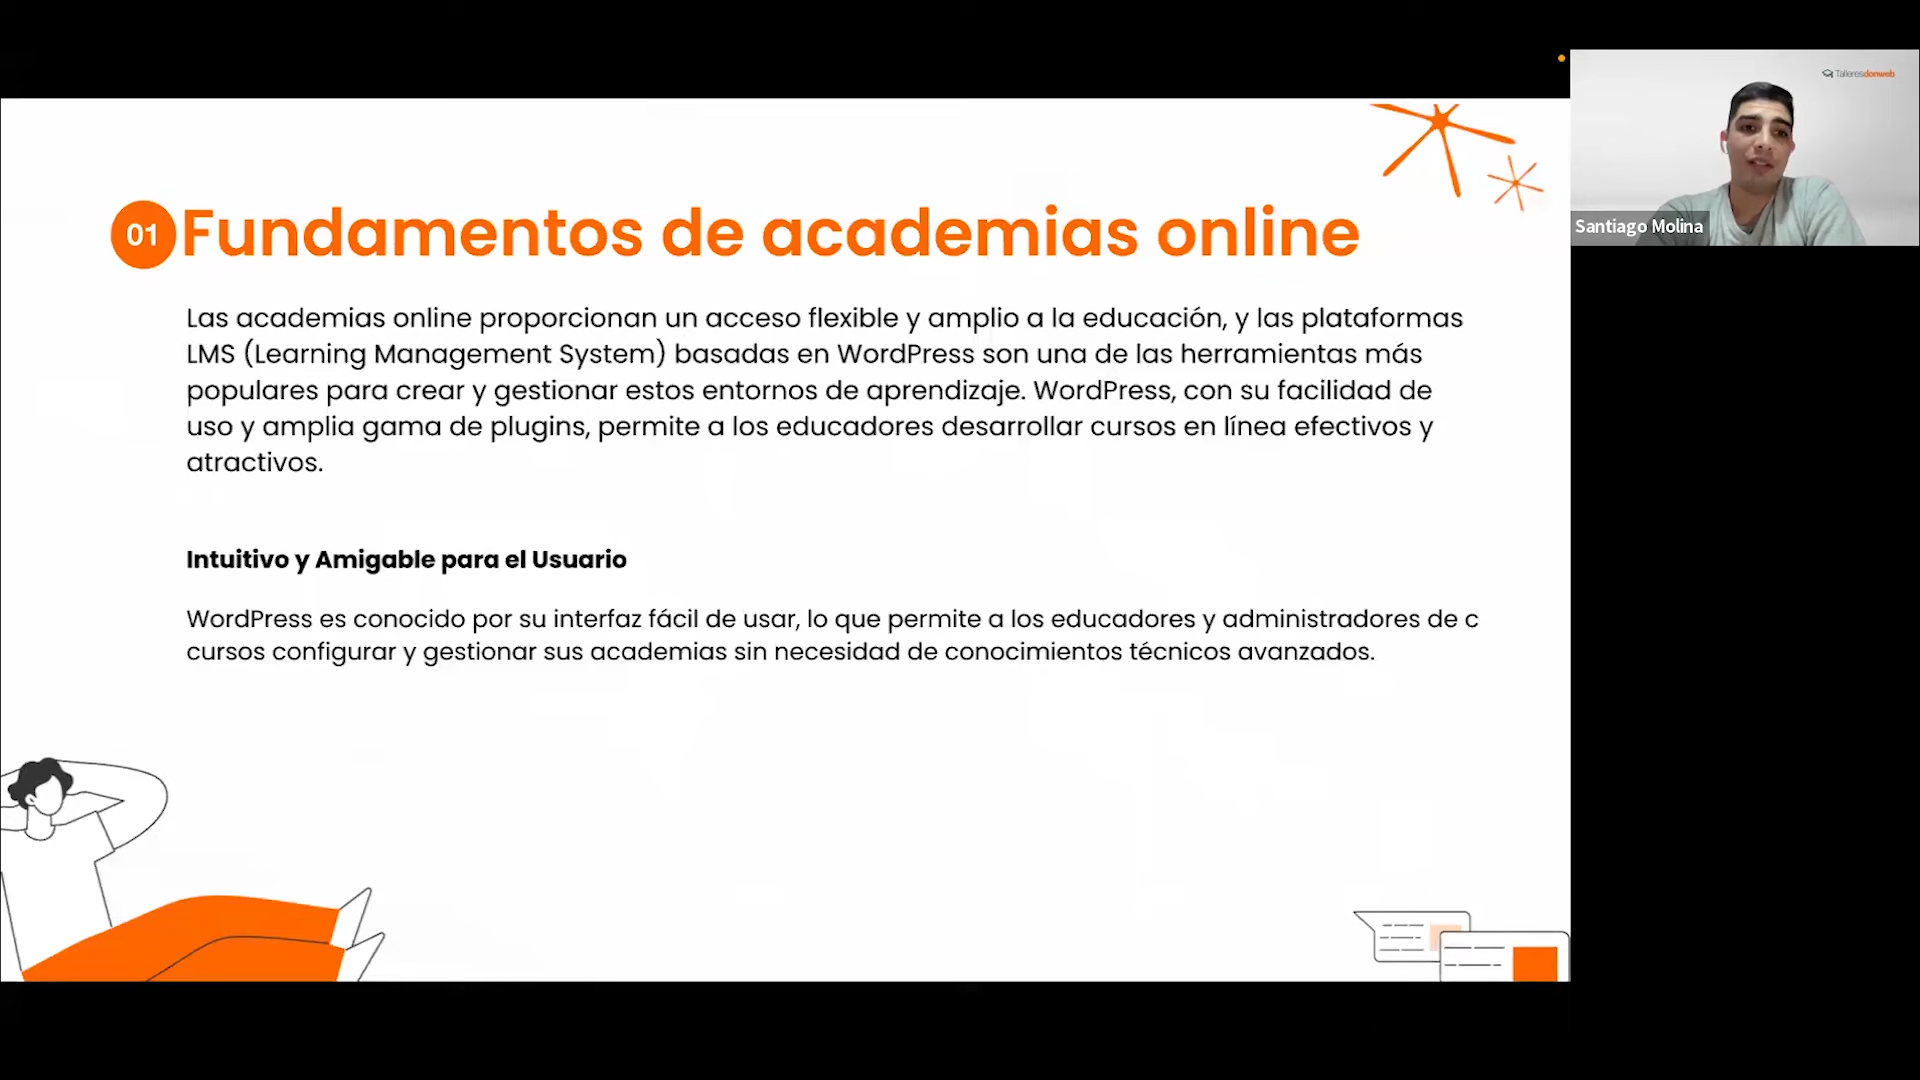 Talleresdonweb
Santiago Molina
01 Fundamentos de academias online
Las academias online proporcionan un acceso flexible y amplio a la educación, y las plataformas
LMS (Learning Management System) basadas en WordPress son una de las herramientas más
populares para crear y gestionar estos entornos de aprendizaje. WordPress, con su facilidad de
uso y amplia gama de plugins, permite a los educadores desarrollar cursos en línea efectivos y
atractivos.
Intuitivo y Amigable para el Usuario
WordPress es conocido por su interfaz fácil de usar, lo que permite a los educadores y administradores de c
cursos configurar y gestionar sus academias sin necesidad de conocimientos técnicos avanzados.